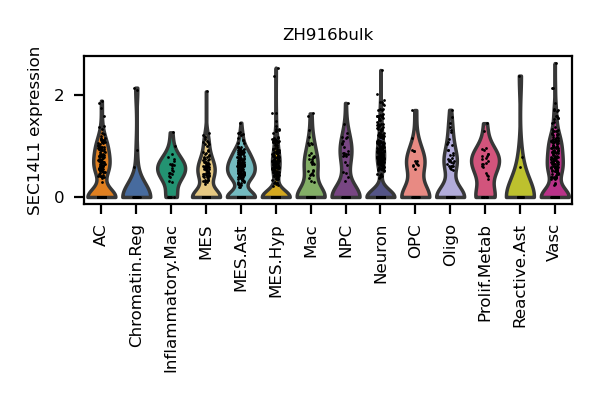 ZH916bulk
SEC14L1 expression
2
0
AC
Chromatin.Reg
Inflammatory.Mac
MES
MES.Ast
MES.Hyp
Mac
NPC
Neuron
OPC
Oligo
Prolif.Metab
Reactive.Ast
Vasc